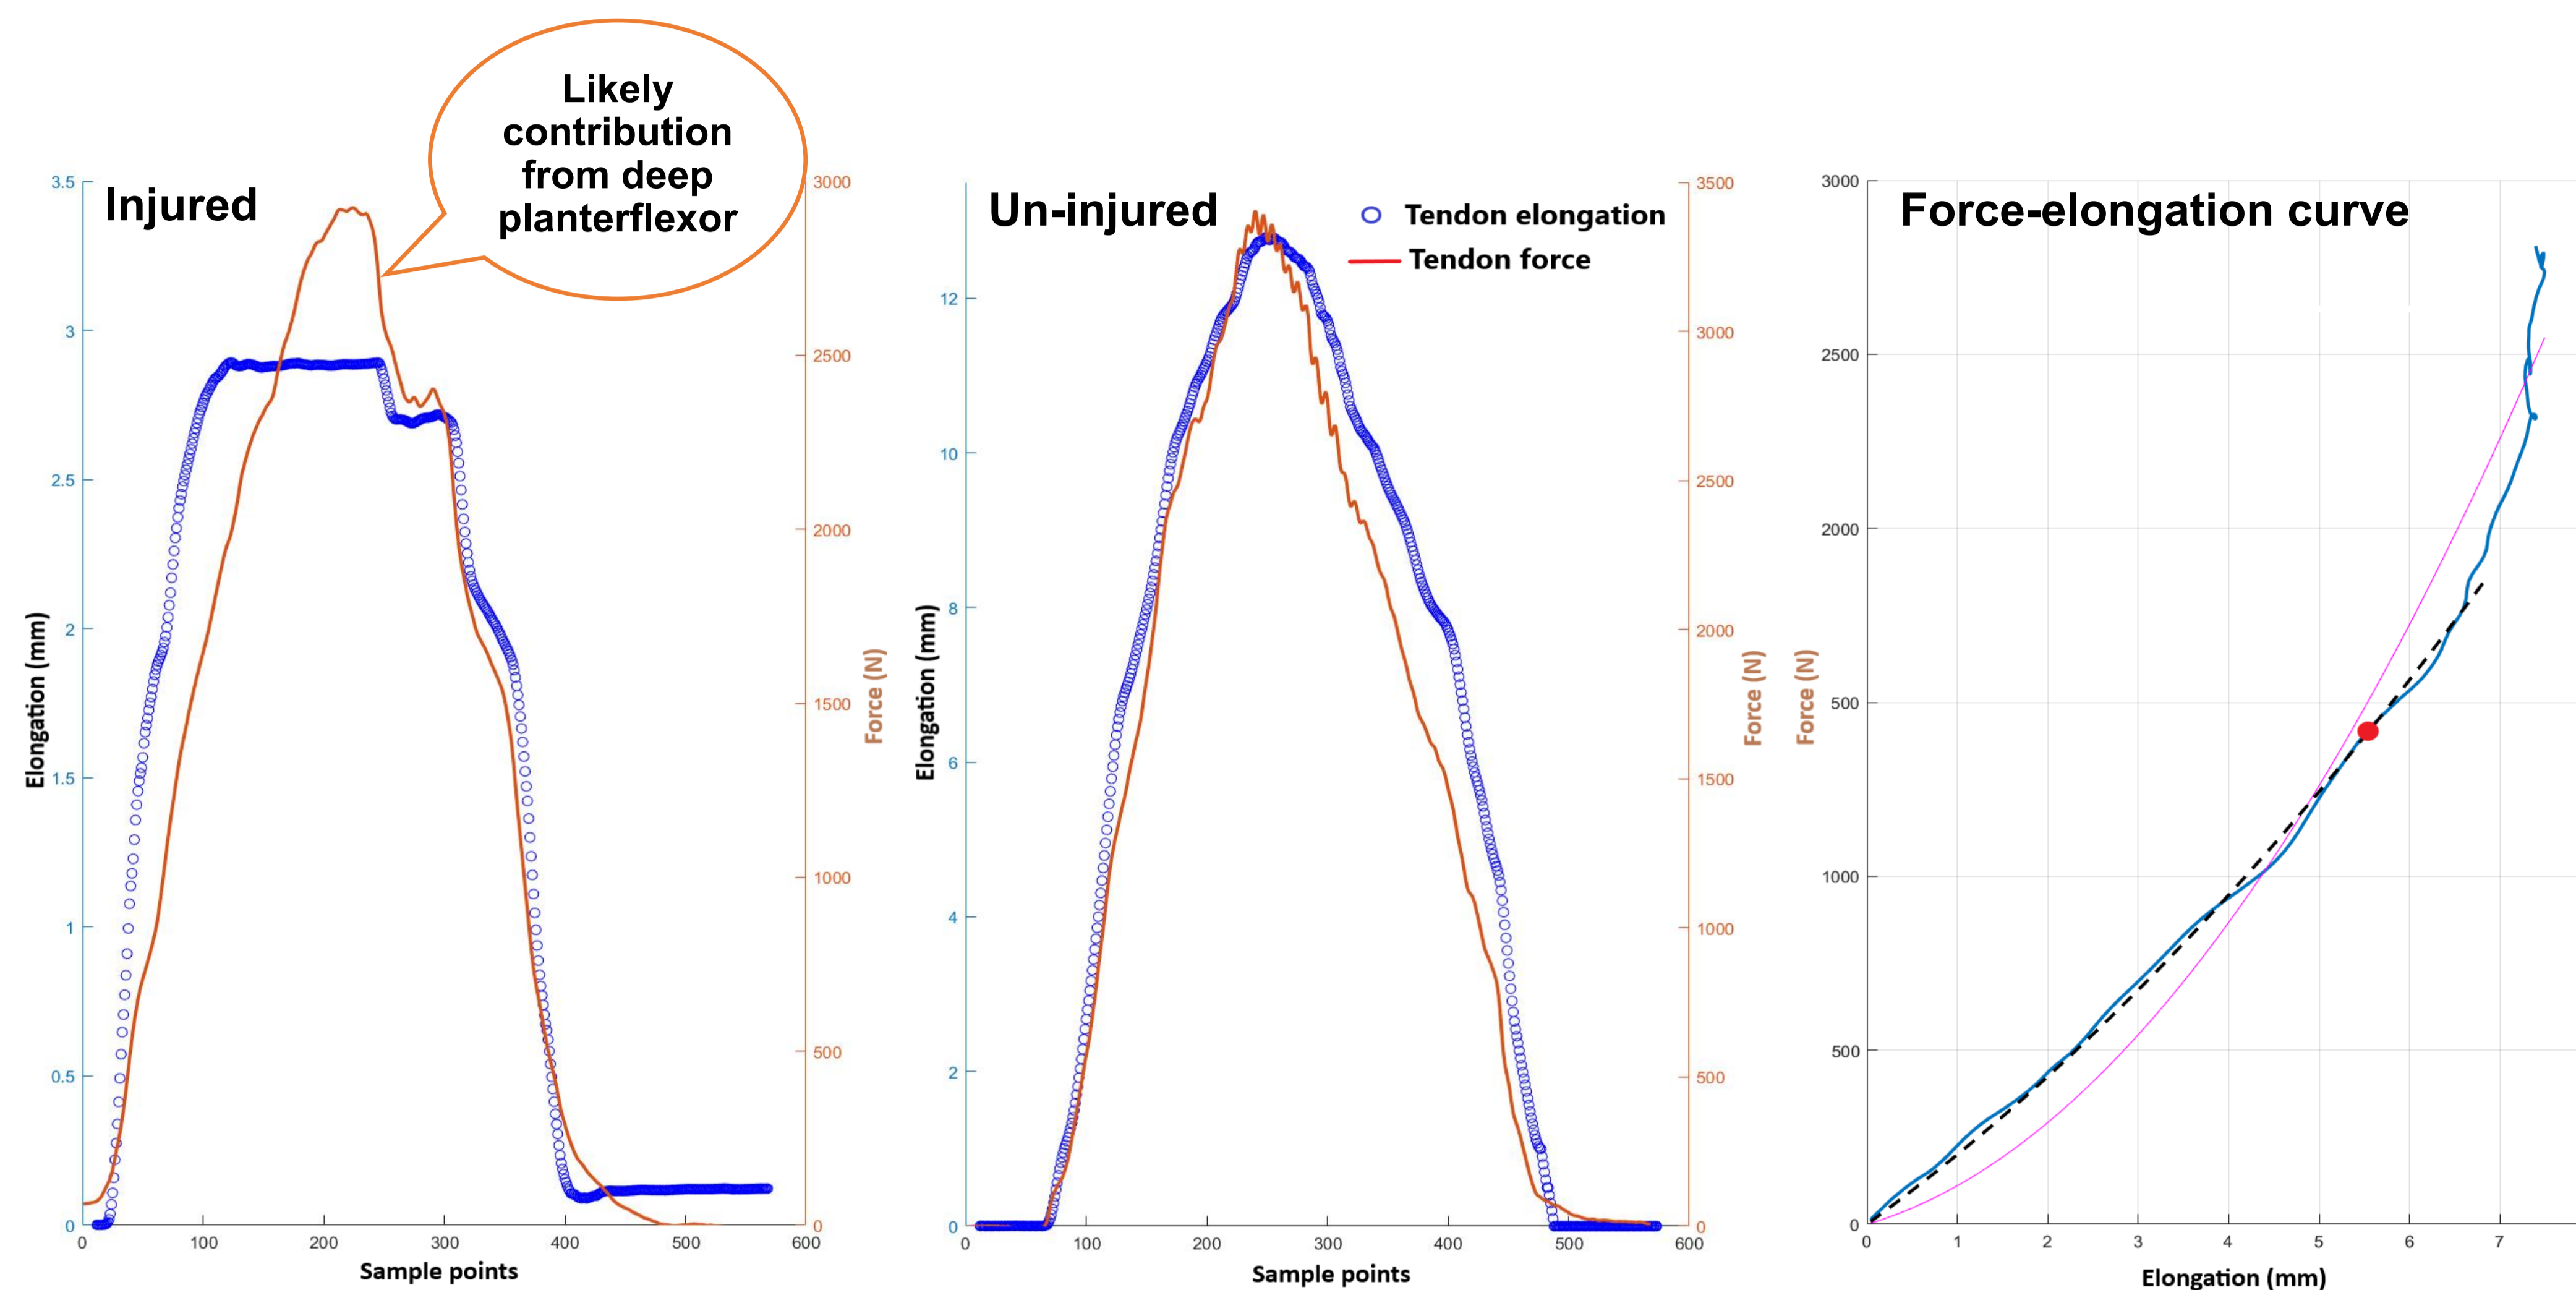 Likely
contribution
from deep
planterflexor
Injured
3.5
3
2.5
2
1.5
1
0.5
0
Elongation (mm)
0 100 200 300 400 500 600
Sample points
3000
2500
2000
1500
1000
500
0
Force (N)
Un-injured
Tendon elongation
Tendon force
12
10
8
6
4
2
0
Elongation (mm)
0 100 200 300 400 500 600
Sample points
3500
3000
2500
2000
1500
1000
500
0
Force (N)
Force-elongation curve
3000
2500
2000
500
1000
500
0
Force (N)
0 1 2 3 4 5 6 7
Elongation (mm)